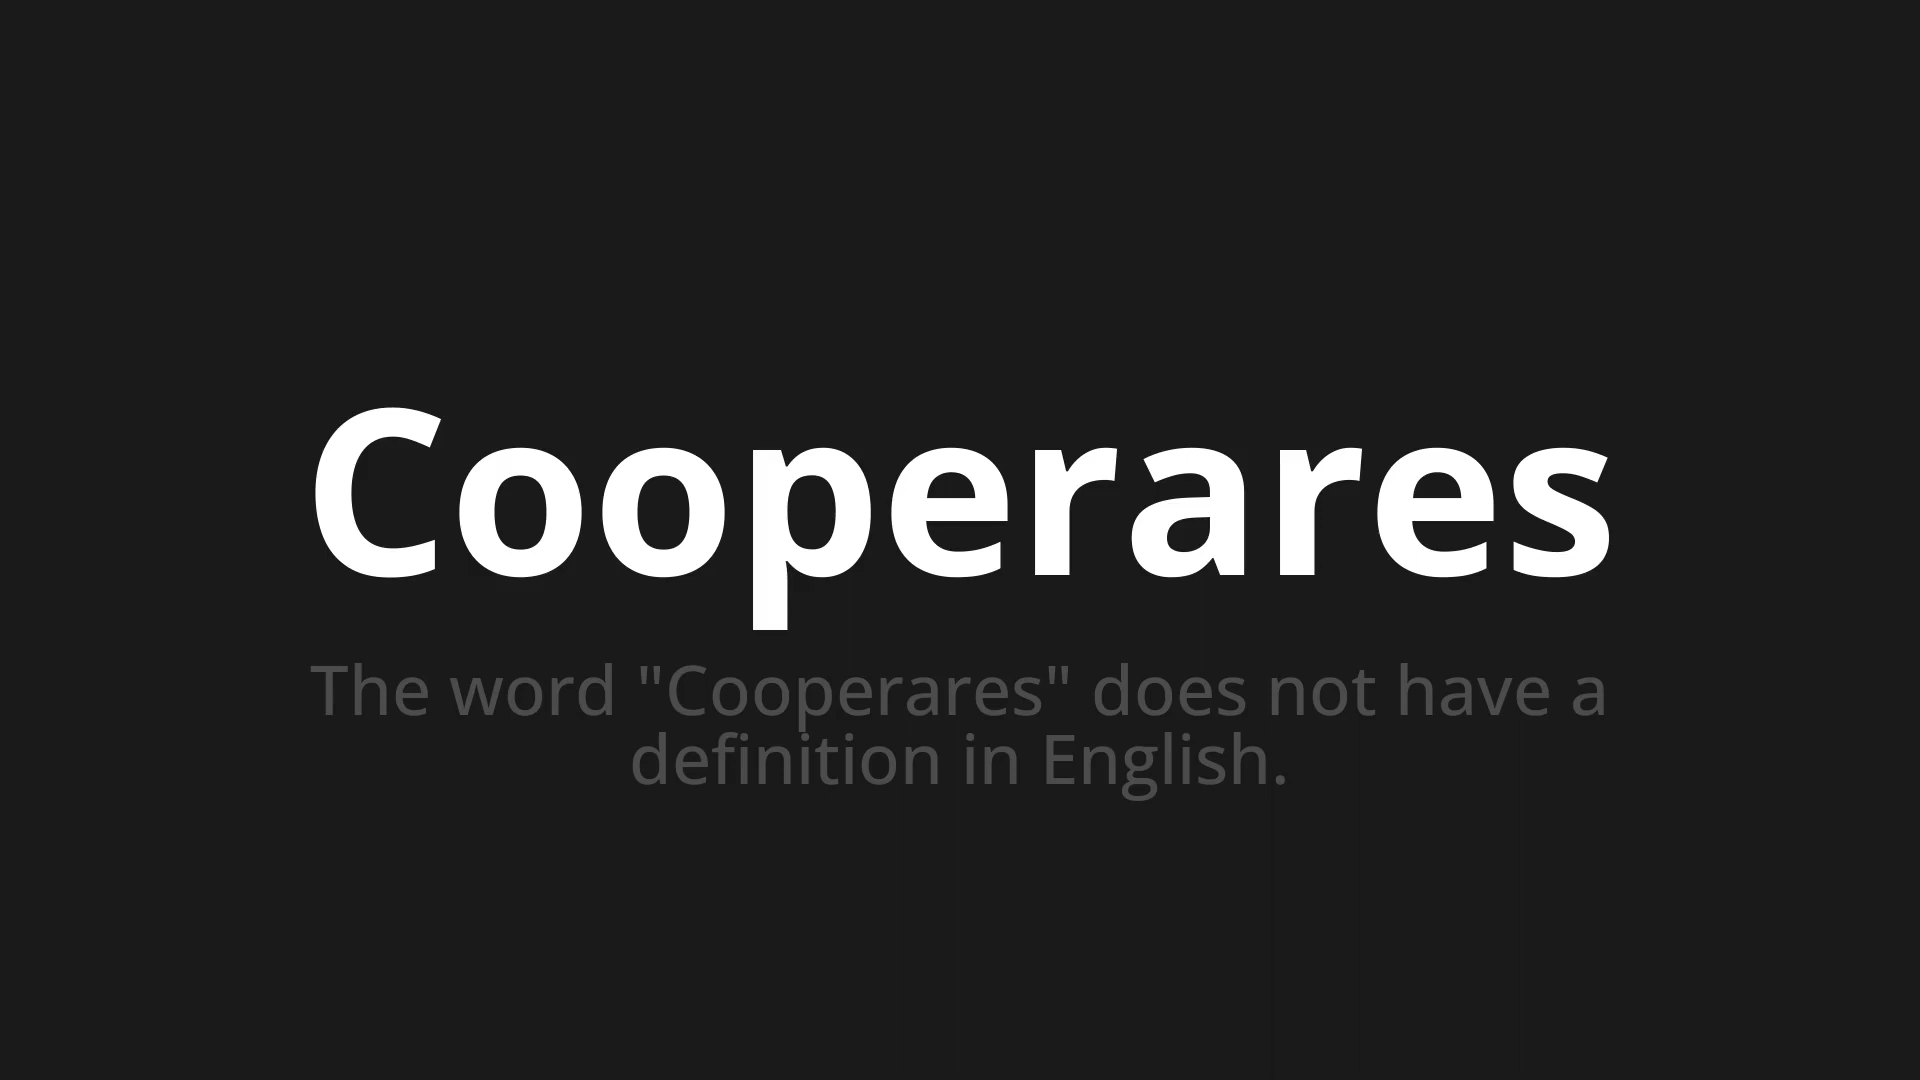 Cooperares
The word "Cooperares" does not have a
definition in English.